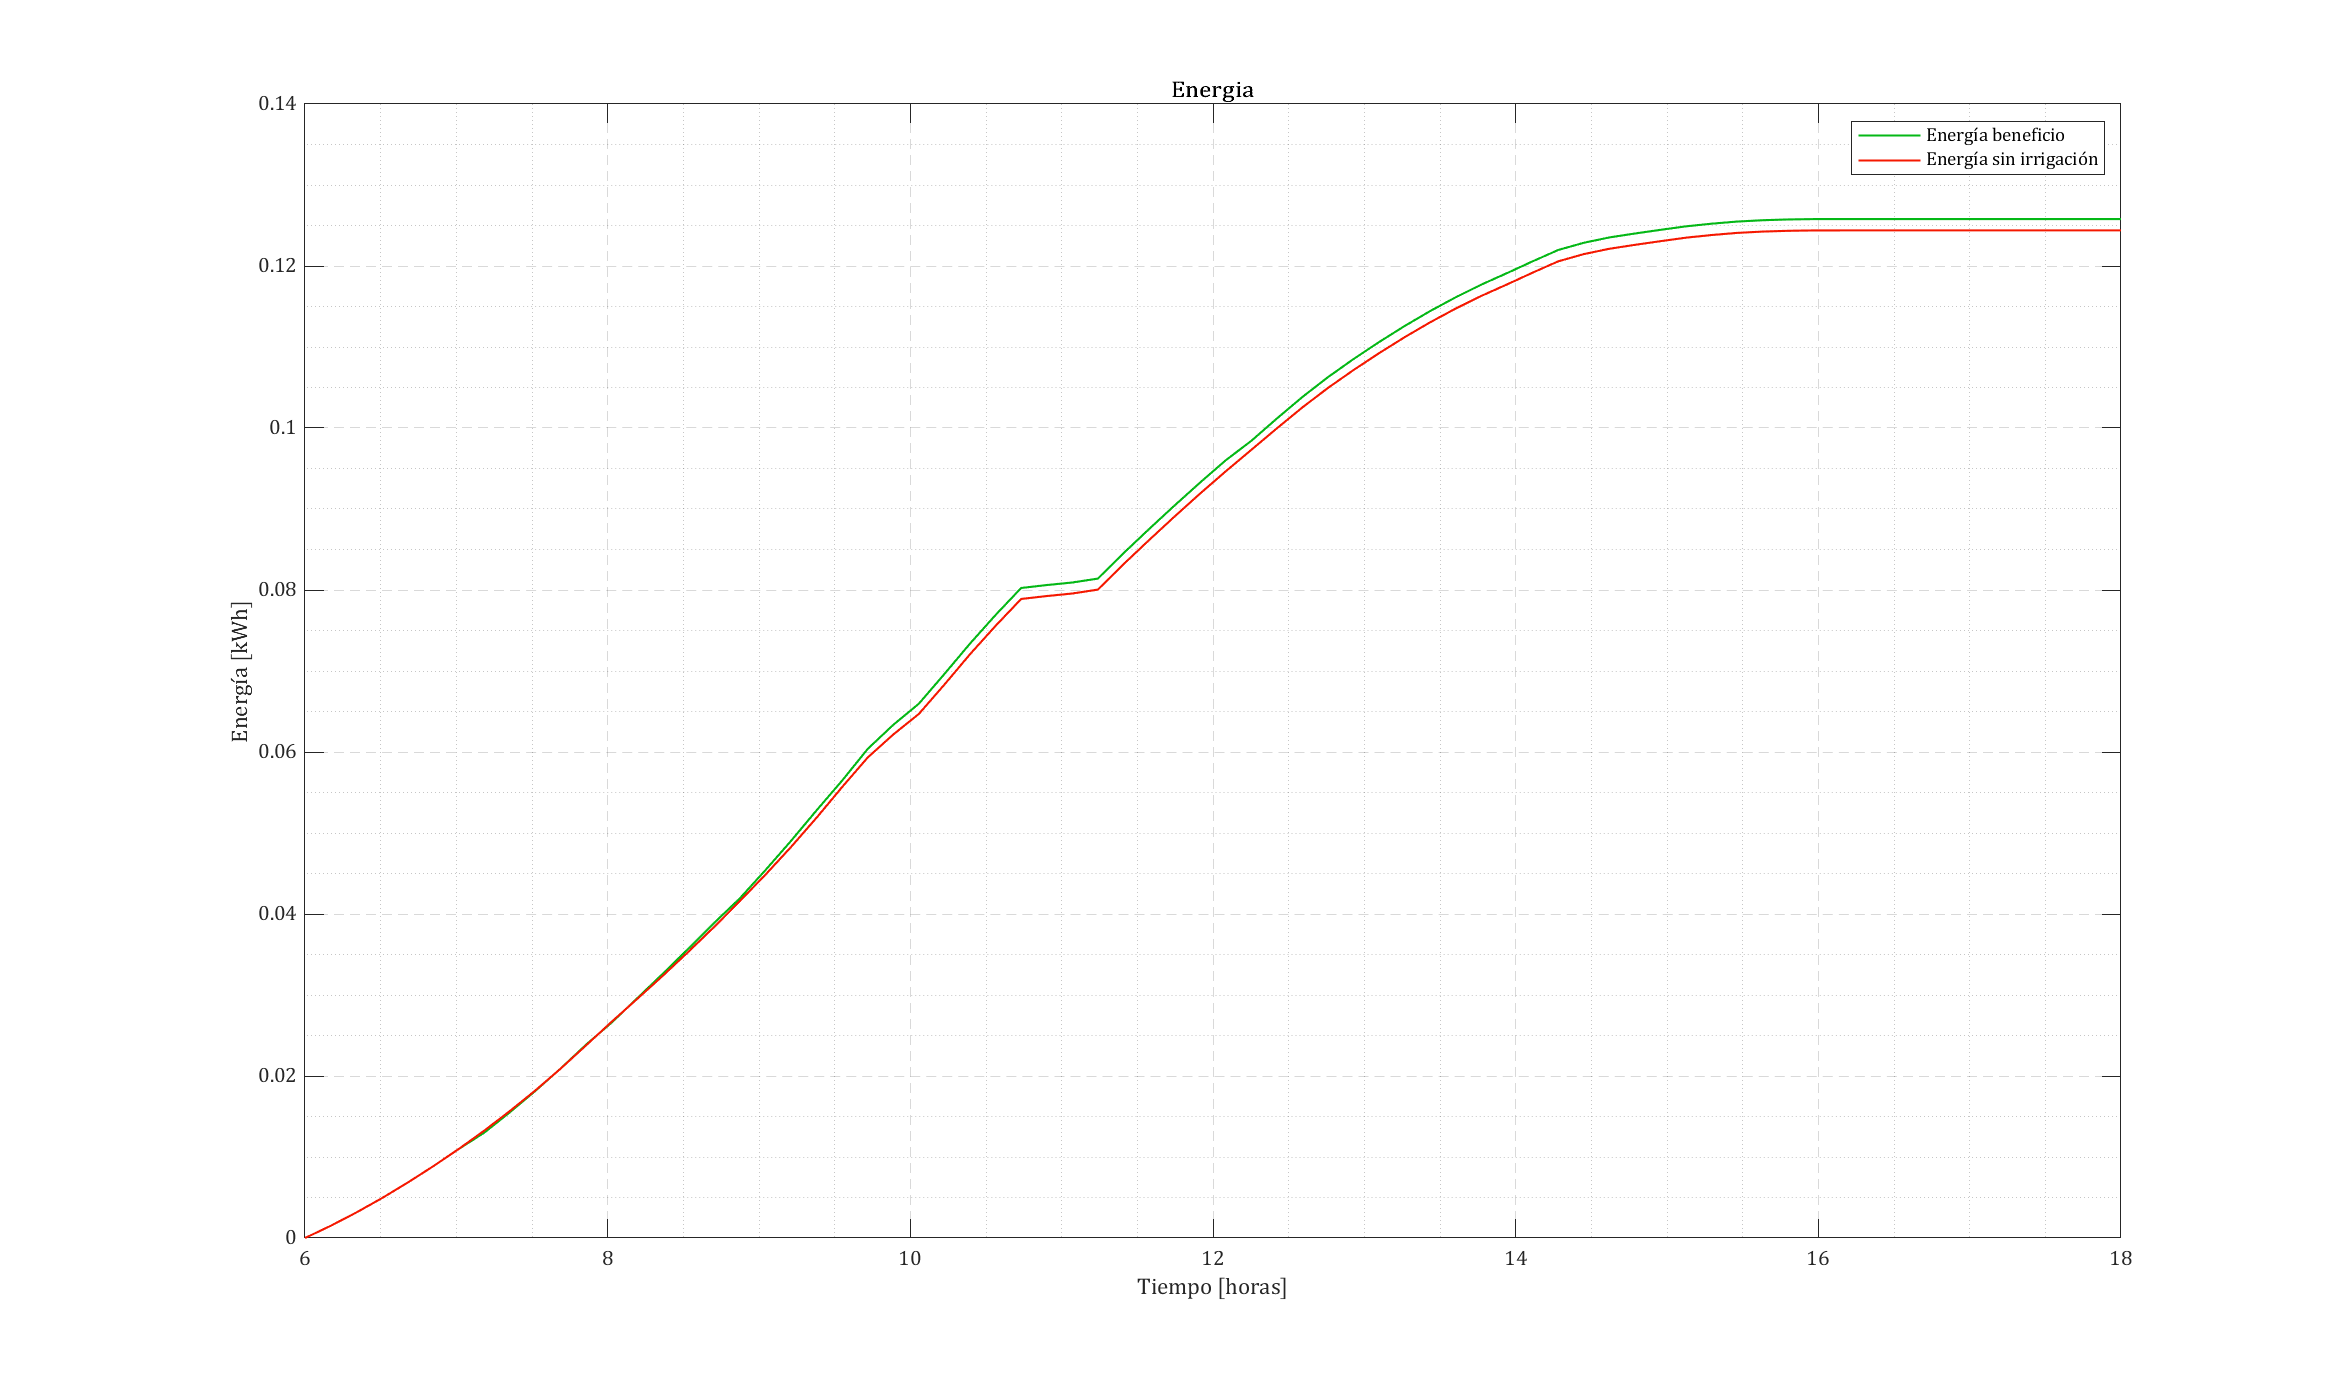 Energia
Energía beneficio
Energía sin irrigación
0.14
0.12
0.1
0.08
0.06
0.04
0.02
0
Energía [kWh]
6 8 10 12 14 16 18
Tiempo [horas]